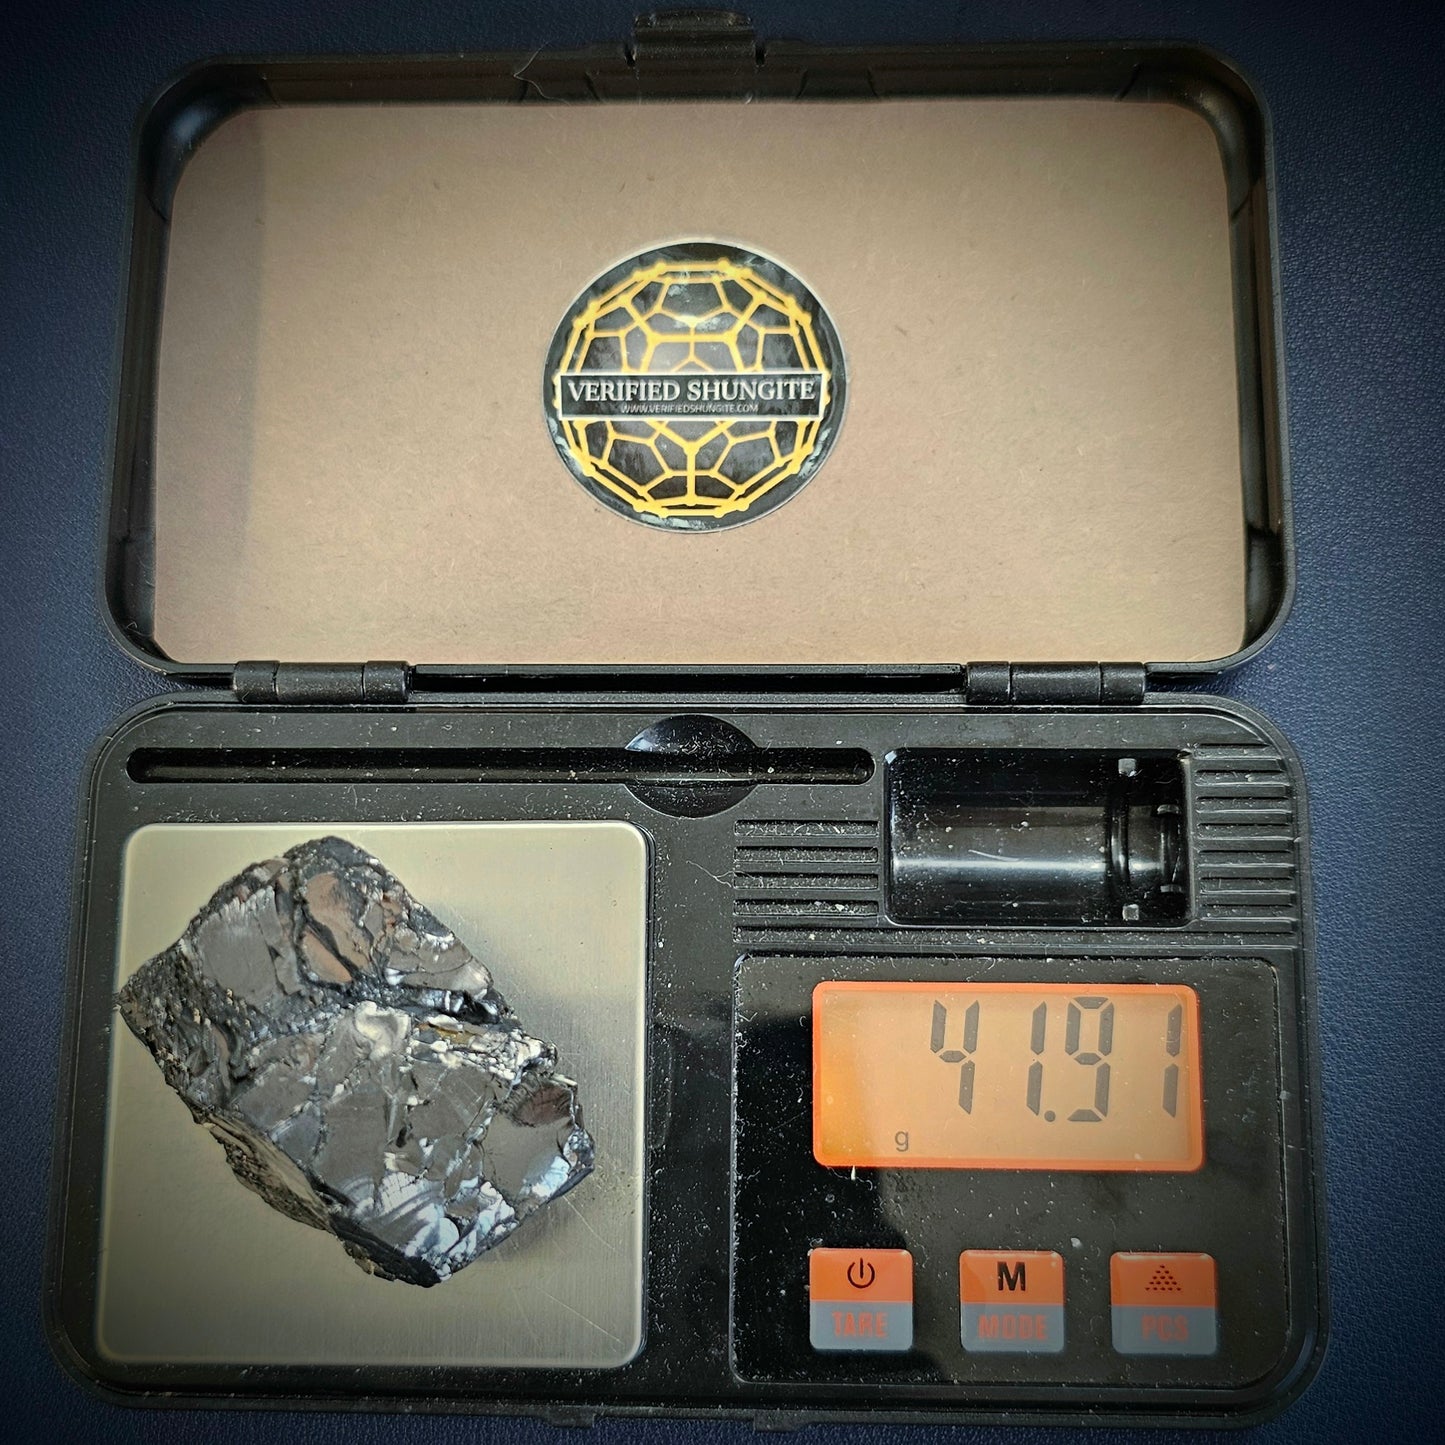 VERIFIED SHUNGITE
WWW.VERIFIEDSHUNGITE.COM
41.91
g
M
TARE
MODE
PCS